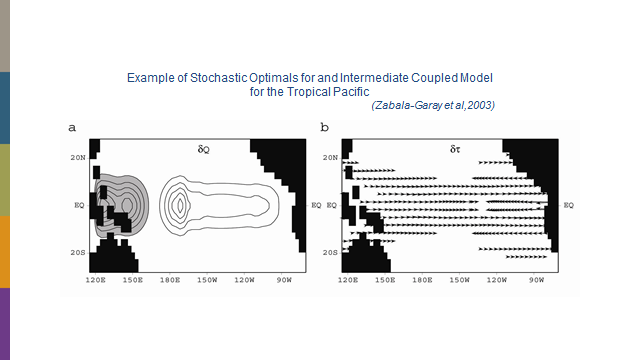 Example of Stochastic Optimals for and Intermediate Coupled Model
for the Tropical Pacific
(Zabala-Garay et al,2003)
a
b
δQ
δτ
20N
20N
EQ
EQ EQ
EQ
20S
20S
120E 150E 180E 150W 120W 90W
120E 150E 180E 150W 120W 90W